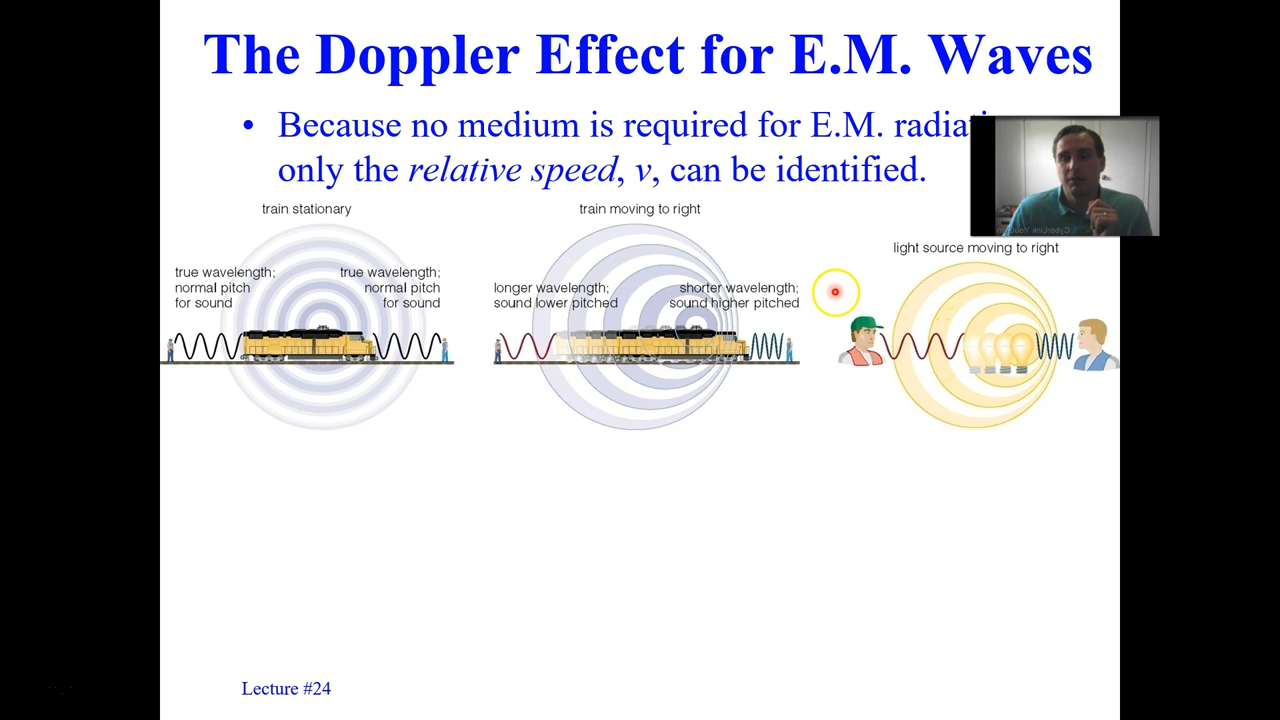 The Doppler Effect for E.M. Waves
• Because no medium is required for E.M.
only the relative speed, v, can be identified.
train stationary
true wavelength;
normal pitch
for sound
true wavelength;
normal pitch
for sound
train moving to right
longer wavelength;
sound lower pitched
shorter wavelength;
sound higher pitched
light source moving to right
Lecture #24